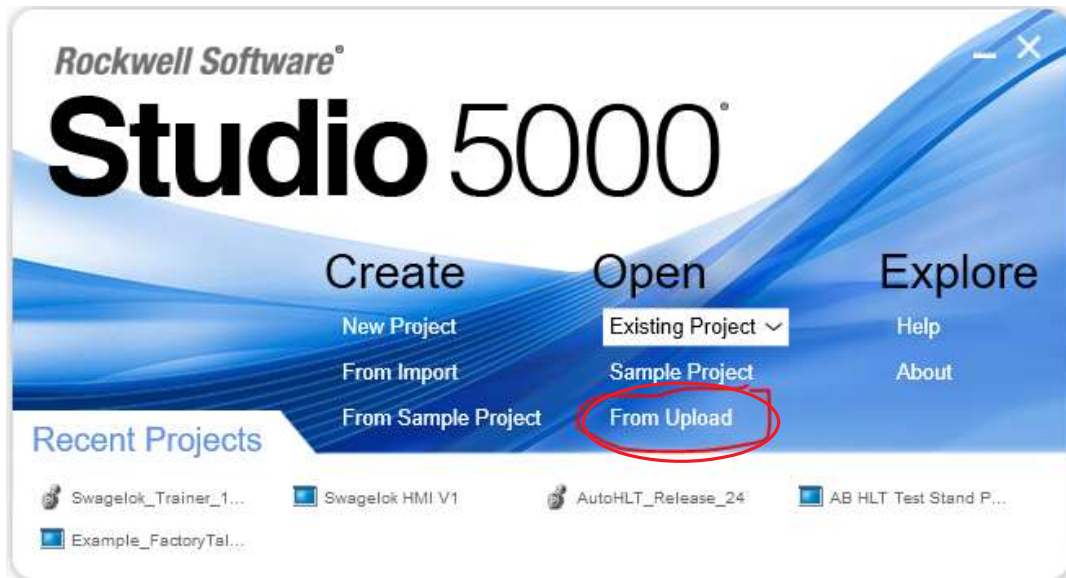 Rockwell Software®
Studio 5000®
Create
Open
Explore
New Project
Existing Project
Help
From Import
Sample Project
About
From Sample Project
From Upload
Recent Projects
Swagelok_Trainer_1...
Swagelok HMI V1
AutoHLT_Release_24
AB HLT Test Stand P...
Example_FactoryTal...